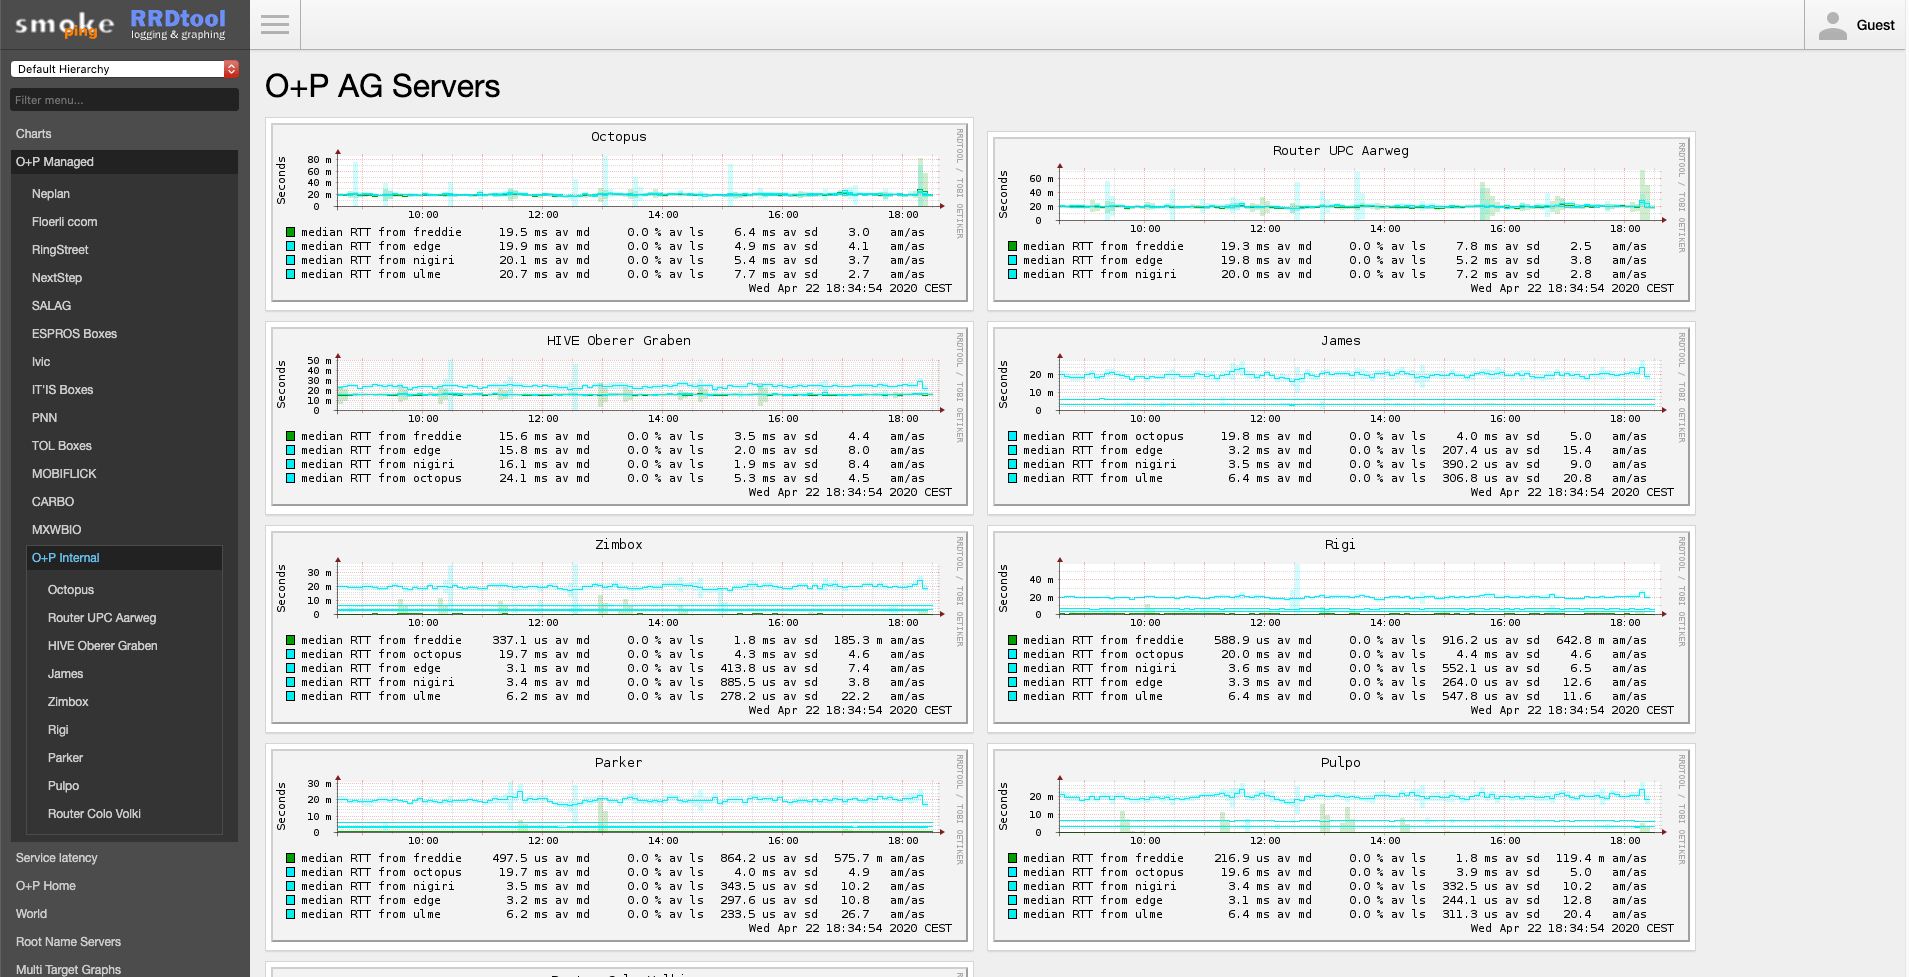 smokeping
RRDtool
logging & graphing
Guest
Default Hierarchy
Filter menu...
Charts
O+P Managed
Neplan
Floerli ccom
RingStreet
NextStep
SALAG
ESPROS Boxes
Ivic
IT'IS Boxes
PNN
TOL Boxes
MOBIFLICK
CARBO
MXWBIO
O+P Internal
Octopus
Router UPC Aarweg
HIVE Oberer Graben
James
Zimbox
Rigi
Parker
Pulpo
Router Colo Volki
Service latency
O+P Home
World
Root Name Servers
Multi Target Graphs
O+P AG Servers
Octopus
RRDTOOL / TOBI OETIKER
Seconds
80 m
60 m
40 m
20 m
0
10:00 12:00 14:00 16:00 18:00
median RTT from freddie 19.5 ms av md 0.0 % av ls 6.4 ms av sd 3.0 am/as
median RTT from edge 19.9 ms av md 0.0 % av ls 4.9 ms av sd 4.1 am/as
median RTT from nigiri 20.1 ms av md 0.0 % av ls 5.4 ms av sd 3.7 am/as
median RTT from ulme 20.7 ms av md 0.0 % av ls 7.7 ms av sd 2.7 am/as
Wed Apr 22 18:34:54 2020 CEST
Router UPC Aarweg
RRDTOOL / TOBI OETIKER
Seconds
60 m
40 m
20 m
0
10:00 12:00 14:00 16:00 18:00
median RTT from freddie 19.3 ms av md 0.0 % av ls 7.8 ms av sd 2.5 am/as
median RTT from edge 19.8 ms av md 0.0 % av ls 5.2 ms av sd 3.8 am/as
median RTT from nigiri 20.0 ms av md 0.0 % av ls 7.2 ms av sd 2.8 am/as
Wed Apr 22 18:34:54 2020 CEST
HIVE Oberer Graben
RRDTOOL / TOBI OETIKER
Seconds
50 m
40 m
30 m
20 m
10 m
0
10:00 12:00 14:00 16:00 18:00
median RTT from freddie 15.6 ms av md 0.0 % av ls 3.5 ms av sd 4.4 am/as
median RTT from edge 15.8 ms av md 0.0 % av ls 2.0 ms av sd 8.0 am/as
median RTT from nigiri 16.1 ms av md 0.0 % av ls 1.9 ms av sd 8.4 am/as
median RTT from octopus 24.1 ms av md 0.0 % av ls 5.3 ms av sd 4.5 am/as
Wed Apr 22 18:34:54 2020 CEST
James
RRDTOOL / TOBI OETIKER
Seconds
20 m
10 m
0
10:00 12:00 14:00 16:00 18:00
median RTT from octopus 19.8 ms av md 0.0 % av ls 4.0 ms av sd 5.0 am/as
median RTT from edge 3.2 ms av md 0.0 % av ls 207.4 us av sd 15.4 am/as
median RTT from nigiri 3.5 ms av md 0.0 % av ls 390.2 us av sd 9.0 am/as
median RTT from ulme 6.4 ms av md 0.0 % av ls 306.8 us av sd 20.8 am/as
Wed Apr 22 18:34:54 2020 CEST
Zimbox
RRDTOOL / TOBI OETIKER
Seconds
30 m
20 m
10 m
0
10:00 12:00 14:00 16:00 18:00
median RTT from freddie 337.1 us av md 0.0 % av ls 1.8 ms av sd 185.3 m am/as
median RTT from octopus 19.7 ms av md 0.0 % av ls 4.3 ms av sd 4.6 am/as
median RTT from edge 3.1 ms av md 0.0 % av ls 413.8 us av sd 7.4 am/as
median RTT from nigiri 3.4 ms av md 0.0 % av ls 885.5 us av sd 3.8 am/as
median RTT from ulme 6.2 ms av md 0.0 % av ls 278.2 us av sd 22.2 am/as
Wed Apr 22 18:34:54 2020 CEST
Rigi
RRDTOOL / TOBI OETIKER
Seconds
40 m
20 m
0
10:00 12:00 14:00 16:00 18:00
median RTT from freddie 588.9 us av md 0.0 % av ls 916.2 us av sd 642.8 m am/as
median RTT from octopus 20.0 ms av md 0.0 % av ls 4.4 ms av sd 4.6 am/as
median RTT from nigiri 3.6 ms av md 0.0 % av ls 552.1 us av sd 6.5 am/as
median RTT from edge 3.3 ms av md 0.0 % av ls 264.0 us av sd 12.6 am/as
median RTT from ulme 6.4 ms av md 0.0 % av ls 547.8 us av sd 11.6 am/as
Wed Apr 22 18:34:54 2020 CEST
Parker
RRDTOOL / TOBI OETIKER
Seconds
30 m
20 m
10 m
0
10:00 12:00 14:00 16:00 18:00
median RTT from freddie 497.5 us av md 0.0 % av ls 864.2 us av sd 575.7 m am/as
median RTT from octopus 19.7 ms av md 0.0 % av ls 4.0 ms av sd 4.9 am/as
median RTT from nigiri 3.5 ms av md 0.0 % av ls 343.5 us av sd 10.2 am/as
median RTT from edge 3.2 ms av md 0.0 % av ls 297.6 us av sd 10.8 am/as
median RTT from ulme 6.2 ms av md 0.0 % av ls 233.5 us av sd 26.7 am/as
Wed Apr 22 18:34:54 2020 CEST
Pulpo
RRDTOOL / TOBI OETIKER
Seconds
20 m
10 m
0
10:00 12:00 14:00 16:00 18:00
median RTT from freddie 216.9 us av md 0.0 % av ls 1.8 ms av sd 119.4 m am/as
median RTT from octopus 19.6 ms av md 0.0 % av ls 3.9 ms av sd 5.0 am/as
median RTT from nigiri 3.4 ms av md 0.0 % av ls 332.5 us av sd 10.2 am/as
median RTT from edge 3.1 ms av md 0.0 % av ls 244.1 us av sd 12.8 am/as
median RTT from ulme 6.4 ms av md 0.0 % av ls 311.3 us av sd 20.4 am/as
Wed Apr 22 18:34:54 2020 CEST